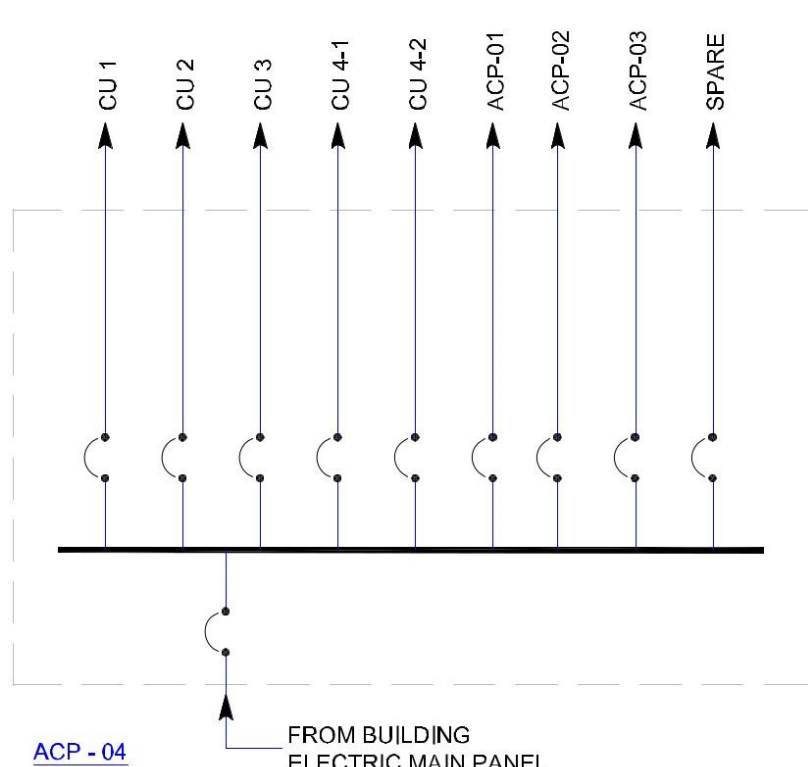 CU 1
CU 2
CU 3
CU 4-1
CU 4-2
ACP-01
ACP-02
ACP-03
SPARE
FROM BUILDING
ELECTRIC MAIN PANEL
ACP - 04